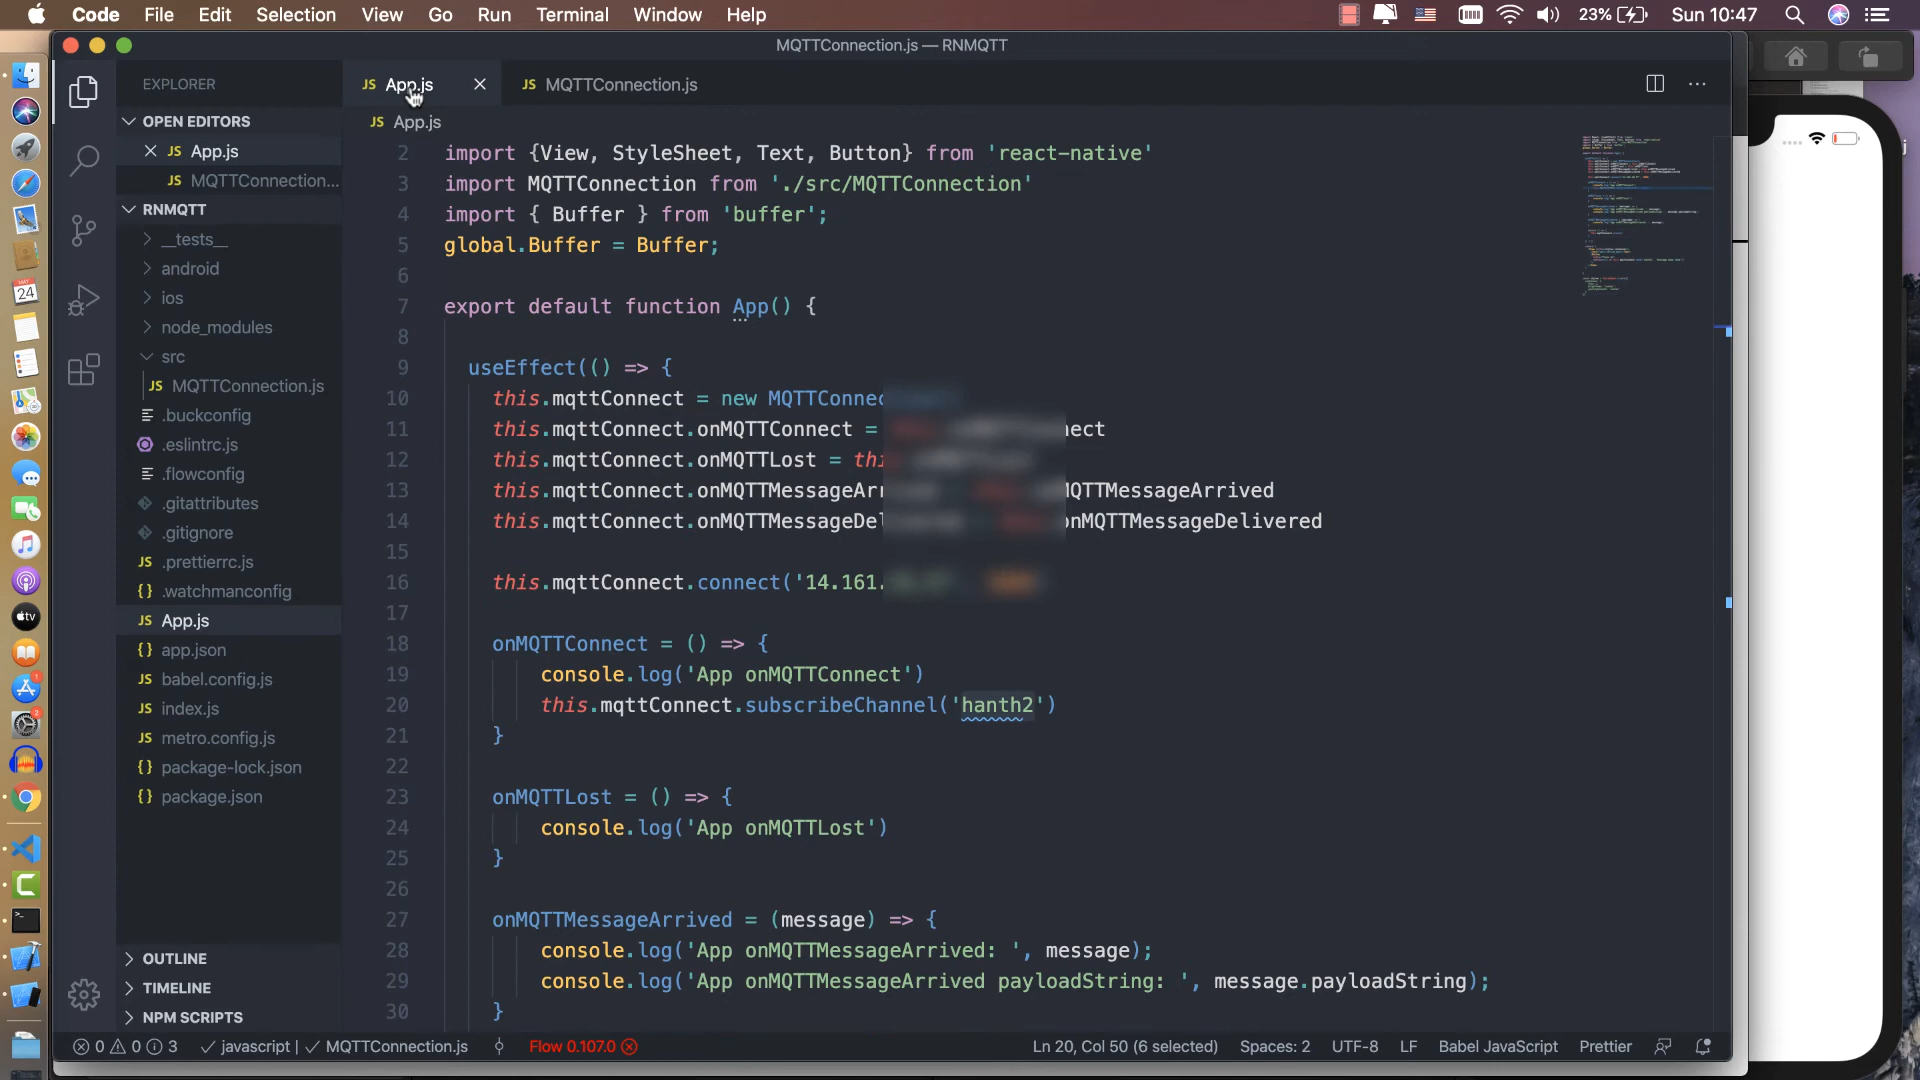 Code File Edit Selection View Go Run Terminal Window Help 23% Sun 10:47
MQTTConnection.js — RNMQTT
EXPLORER
OPEN EDITORS
JS App.js
JS MQTTConnection...
RNMQTT
__tests__
android
ios
node_modules
src
JS MQTTConnection.js
.buckconfig
.eslintrc.js
.flowconfig
.gitattributes
.gitignore
JS .prettierrc.js
{} .watchmanconfig
JS App.js
{} app.json
JS babel.config.js
JS index.js
JS metro.config.js
{} package-lock.json
{} package.json
OUTLINE
TIMELINE
NPM SCRIPTS
JS App.js JS MQTTConnection.js
JS App.js
2 import {View, StyleSheet, Text, Button} from 'react-native'
3 import MQTTConnection from './src/MQTTConnection'
4 import { Buffer } from 'buffer';
5 global.Buffer = Buffer;
6
7 export default function App() {
8
9 useEffect(() => {
10 this.mqttConnect = new MQTTConnec
11 this.mqttConnect.onMQTTConnect = ect
12 this.mqttConnect.onMQTTLost = thi
13 this.mqttConnect.onMQTTMessageAr MQTTMessageArrived
14 this.mqttConnect.onMQTTMessageDel onMQTTMessageDelivered
15
16 this.mqttConnect.connect('14.161.
17
18 onMQTTConnect = () => {
19 console.log('App onMQTTConnect')
20 this.mqttConnect.subscribeChannel('hanth2')
21 }
22
23 onMQTTLost = () => {
24 console.log('App onMQTTLost')
25 }
26
27 onMQTTMessageArrived = (message) => {
28 console.log('App onMQTTMessageArrived: ', message);
29 console.log('App onMQTTMessageArrived payloadString: ', message.payloadString);
30 }
0 0 3 javascript | MQTTConnection.js Flow 0.107.0 Ln 20, Col 50 (6 selected) Spaces: 2 UTF-8 LF Babel JavaScript Prettier